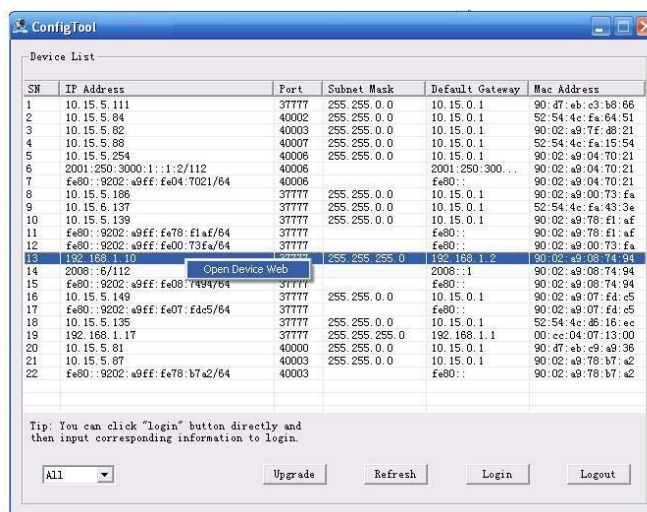 ConfigTool
Device List
SN IP Address Port Subnet Mask Default Gateway Mac Address
1 10.15.5.111 37777 255.255.0.0 10.15.0.1 90:d7:eb:c3:b8:66
2 10.15.5.84 40002 255.255.0.0 10.15.0.1 52:54:4c:fa:64:51
3 10.15.5.82 40003 255.255.0.0 10.15.0.1 90:02:a9:7f:d8:21
4 10.15.5.88 40007 255.255.0.0 10.15.0.1 52:54:4c:fa:15:54
5 10.15.5.254 40006 255.255.0.0 10.15.0.1 90:02:a9:04:70:21
6 2001:250:3000:1::1:2/112 40006 2001:250:300... 90:02:a9:04:70:21
7 fe80::9202:a9ff:fe04:7021/64 40006 fe80:: 90:02:a9:04:70:21
8 10.15.5.186 37777 255.255.0.0 10.15.0.1 90:02:a9:00:73:fa
9 10.15.6.137 37777 255.255.0.0 10.15.0.1 52:54:4c:fa:43:3e
10 10.15.5.139 37777 255.255.0.0 10.15.0.1 90:02:a9:78:f1:af
11 fe80::9202:a9ff:fe78:f1af/64 37777 fe80:: 90:02:a9:78:f1:af
12 fe80::9202:a9ff:fe00:73fa/64 37777 fe80:: 90:02:a9:00:73:fa
13 192.168.1.10 37777 255.255.255.0 192.168.1.2 90:02:a9:08:74:94
Open Device Web
14 2008::6/112 2008::1 90:02:a9:08:74:94
15 fe80::9202:a9ff:fe08:7494/64 37777 fe80:: 90:02:a9:08:74:94
16 10.15.5.149 37777 255.255.0.0 10.15.0.1 90:02:a9:07:fd:c5
17 fe80::9202:a9ff:fe07:fdc5/64 37777 fe80:: 90:02:a9:07:fd:c5
18 10.15.5.135 37777 255.255.0.0 10.15.0.1 52:54:4c:d6:16:ec
19 192.168.1.17 37777 255.255.255.0 192.168.1.1 00:cc:04:07:13:00
20 10.15.5.81 40000 255.255.0.0 10.15.0.1 90:d7:eb:c9:a9:36
21 10.15.5.87 40003 255.255.0.0 10.15.0.1 90:02:a9:78:b7:a2
22 fe80::9202:a9ff:fe78:b7a2/64 40003 fe80:: 90:02:a9:78:b7:a2
Tip: You can click "login" button directly and
then input corresponding information to login.
All Upgrade Refresh Login Logout